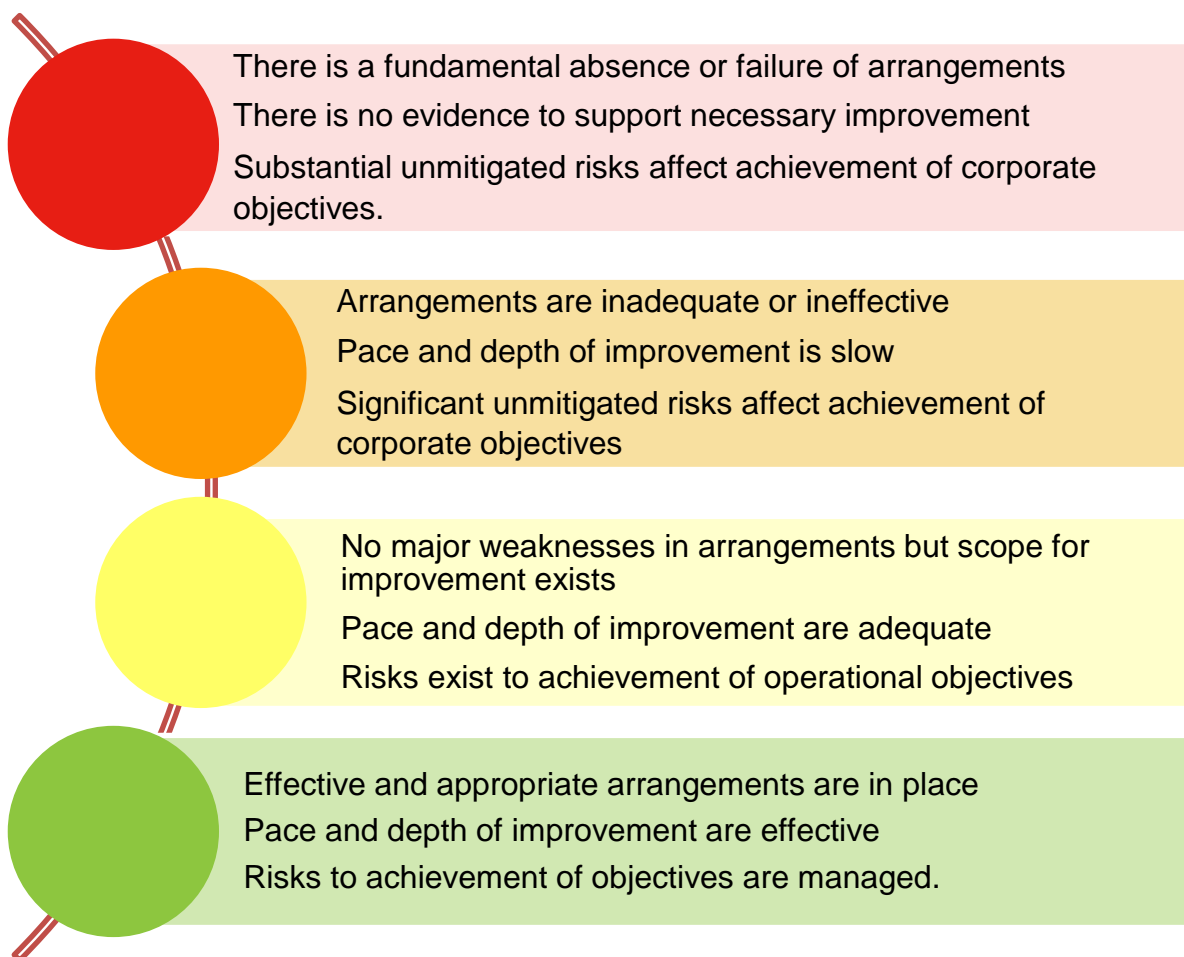 There is a fundamental absence or failure of arrangements
There is no evidence to support necessary improvement
Substantial unmitigated risks affect achievement of corporate
objectives.
Arrangements are inadequate or ineffective
Pace and depth of improvement is slow
Significant unmitigated risks affect achievement of
corporate objectives
No major weaknesses in arrangements but scope for
improvement exists
Pace and depth of improvement are adequate
Risks exist to achievement of operational objectives
Effective and appropriate arrangements are in place
Pace and depth of improvement are effective
Risks to achievement of objectives are managed.